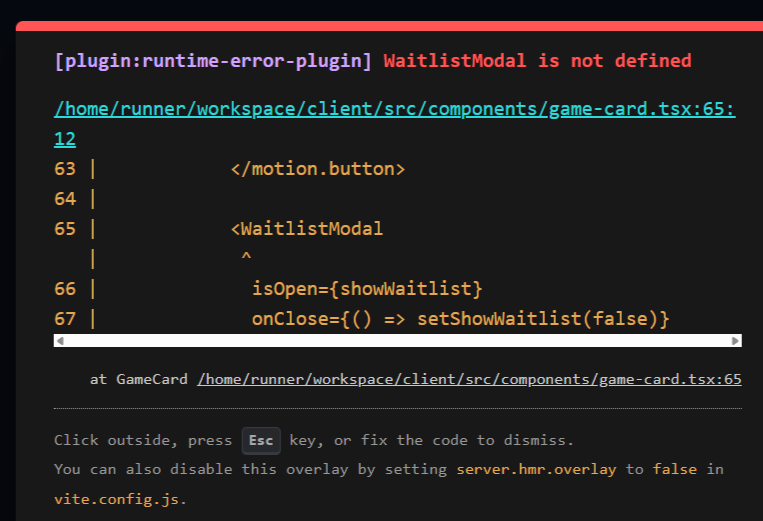 [plugin:runtime-error-plugin] WaitlistModal is not defined
/home/runner/workspace/client/src/components/game-card.tsx:65:
12
63 |            </motion.button>
64 |
65 |            <WaitlistModal
   |             ^
66 |              isOpen={showWaitlist}
67 |              onClose={() => setShowWaitlist(false)}
at GameCard /home/runner/workspace/client/src/components/game-card.tsx:65
Click outside, press Esc key, or fix the code to dismiss.
You can also disable this overlay by setting server.hmr.overlay to false in
vite.config.js.